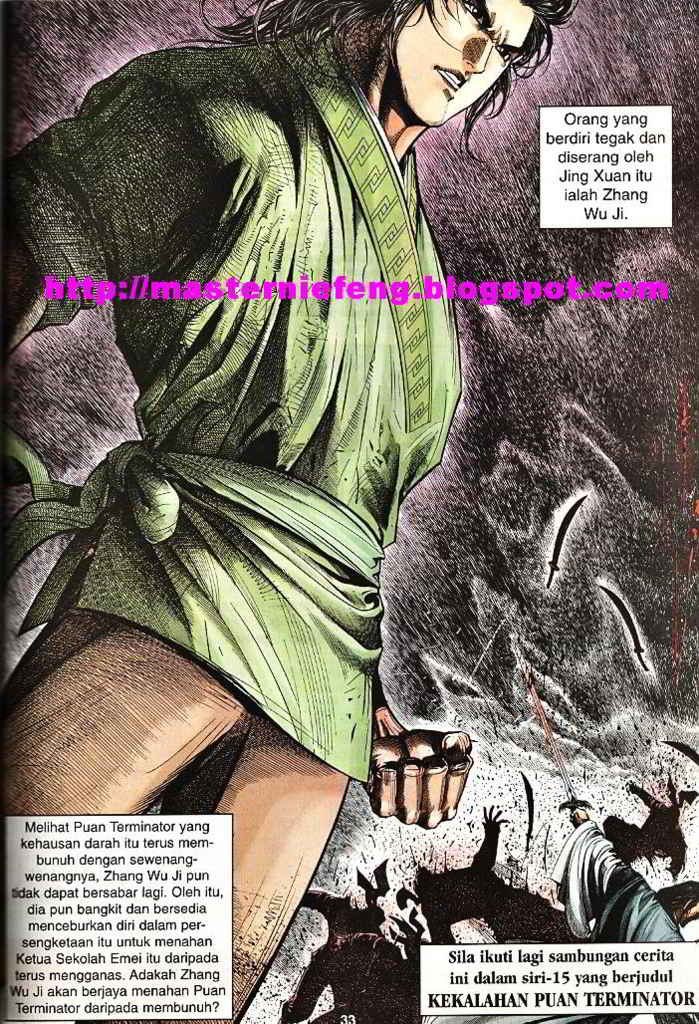 Orang yang
berdiri tegak dan
diserang oleh
Jing Xuan itu
ialah Zhang
Wu Ji.
http://masterniefeng.blogspot.com
Melihat Puan Terminator yang
kehausan darah itu terus mem-
bunuh dengan sewenang-
wenangnya, Zhang Wu Ji pun
tidak dapat bersabar lagi. Oleh itu,
dia pun bangkit dan bersedia
menceburkan diri dalam per-
sengketaan itu untuk menahan
Ketua Sekolah Emei itu daripada
terus mengganas. Adakah Zhang
Wu Ji akan berjaya menahan Puan
Terminator daripada membunuh?
Sila ikuti lagi sambungan cerita
ini dalam siri-15 yang berjudul
KEKALAHAN PUAN TERMINATOR
33